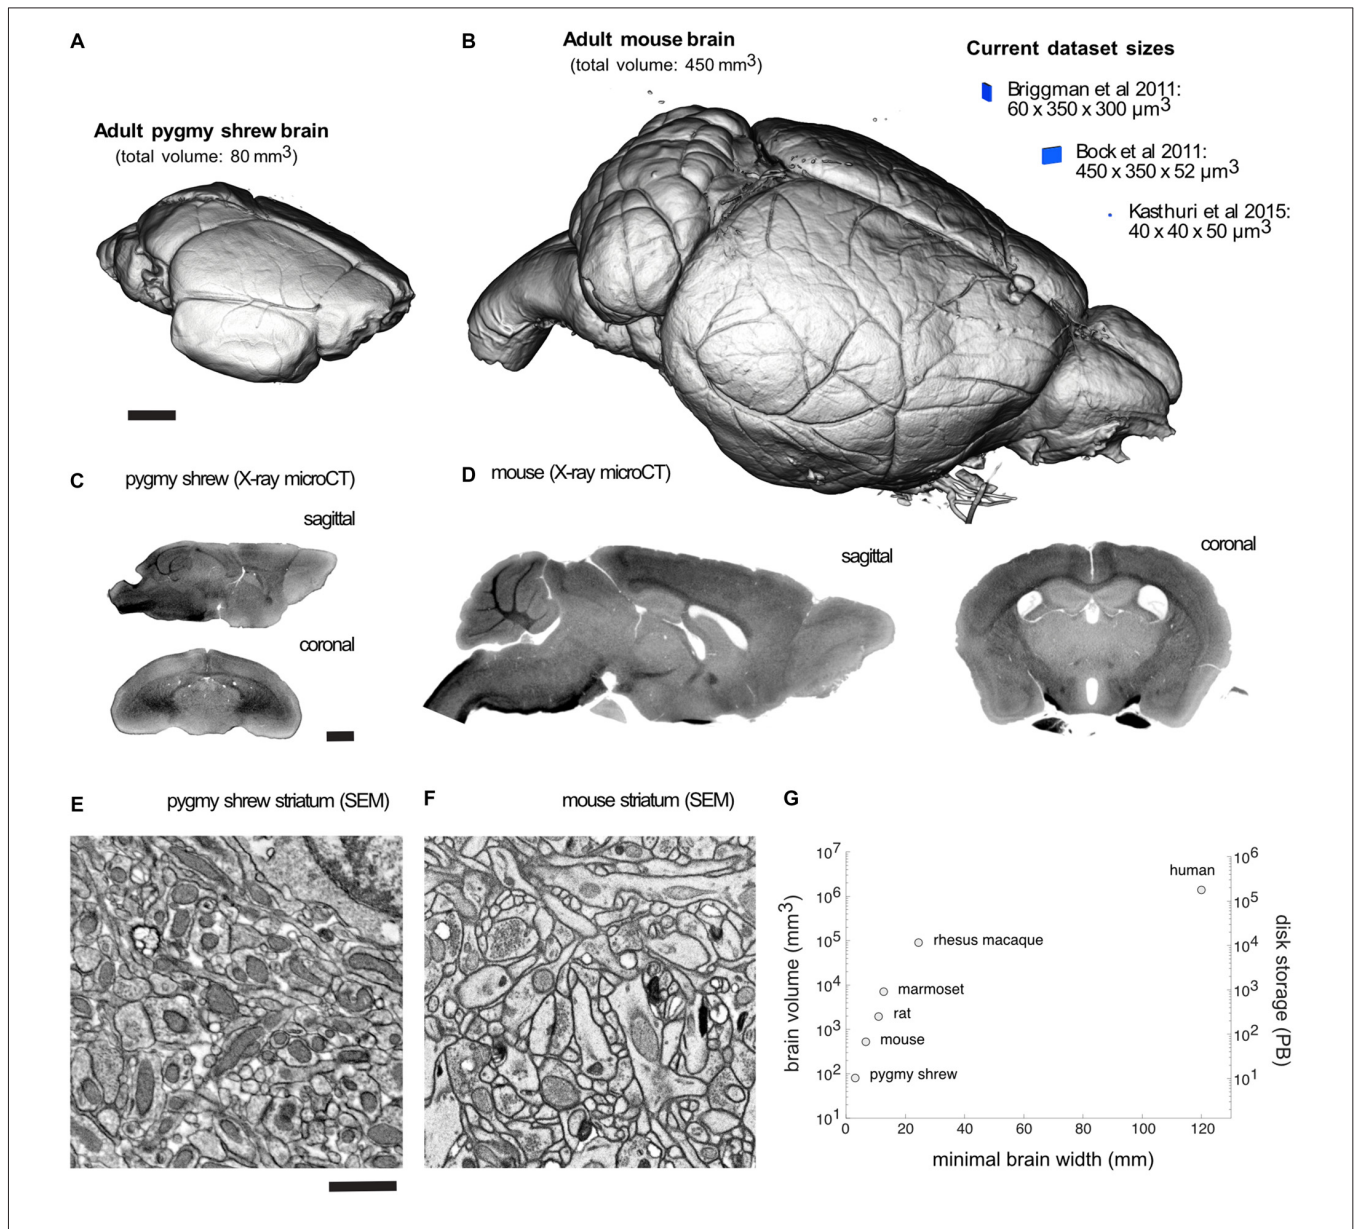 A
Adult pygmy shrew brain
(total volume: 80 mm³)
B
Adult mouse brain
(total volume: 450 mm³)
Current dataset sizes
Briggman et al 2011:
60 x 350 x 300 µm³
Bock et al 2011:
450 x 350 x 52 µm³
Kasthuri et al 2015:
40 x 40 x 50 µm³
C
pygmy shrew (X-ray microCT)
sagittal
coronal
D
mouse (X-ray microCT)
sagittal
coronal
E
pygmy shrew striatum (SEM)
F
mouse striatum (SEM)
G
brain volume (mm³)
10⁷
10⁶
10⁵
10⁴
10³
10²
10¹
human
rhesus macaque
marmoset
rat
mouse
pygmy shrew
10⁶
10⁵
10⁴
10³
10²
10¹
disk storage (PB)
0
20
40
60
80
100
120
minimal brain width (mm)